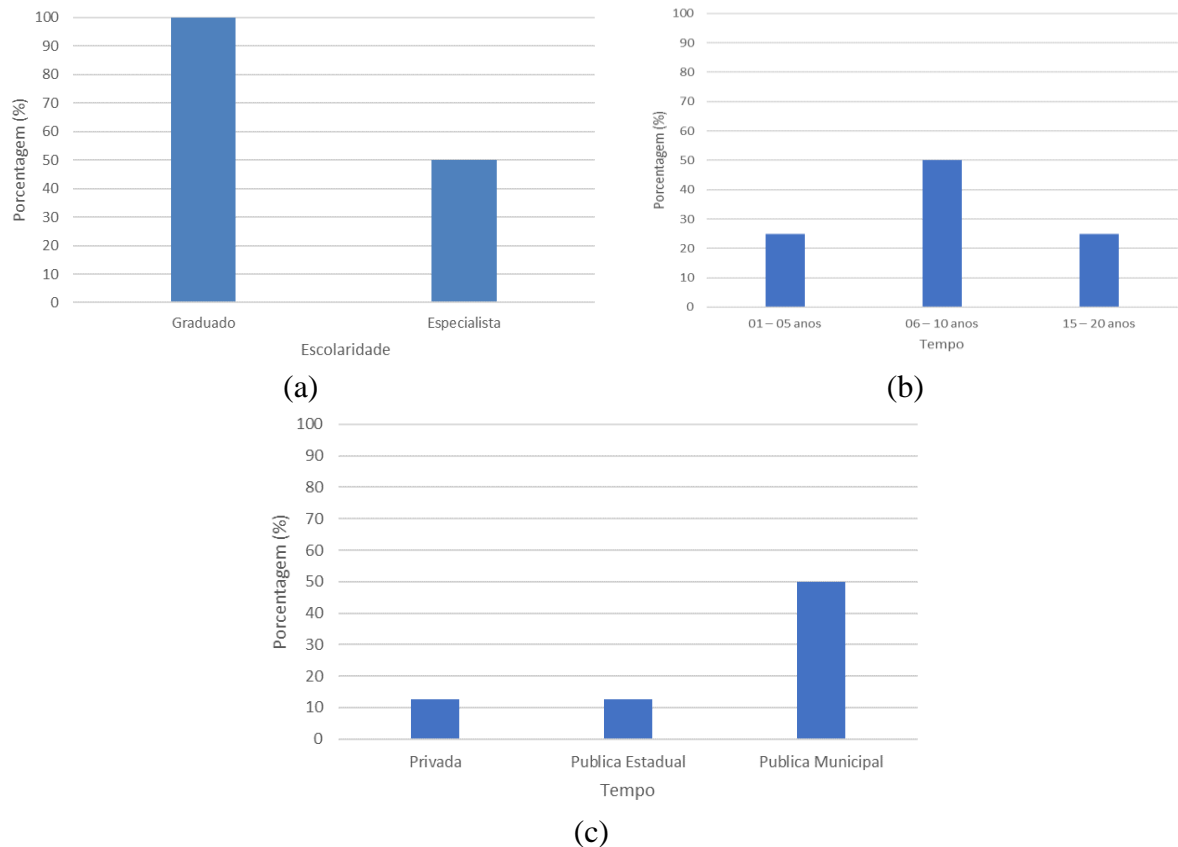 100
90
80
70
60
50
40
30
20
10
0
Porcentagem (%)
Graduado Especialista
Escolaridade
(a)
100
90
80
70
60
50
40
30
20
10
0
Porcentagem (%)
01 – 05 anos 06 – 10 anos 15 – 20 anos
Tempo
(b)
100
90
80
70
60
50
40
30
20
10
0
Porcentagem (%)
Privada Publica Estadual Publica Municipal
Tempo
(c)